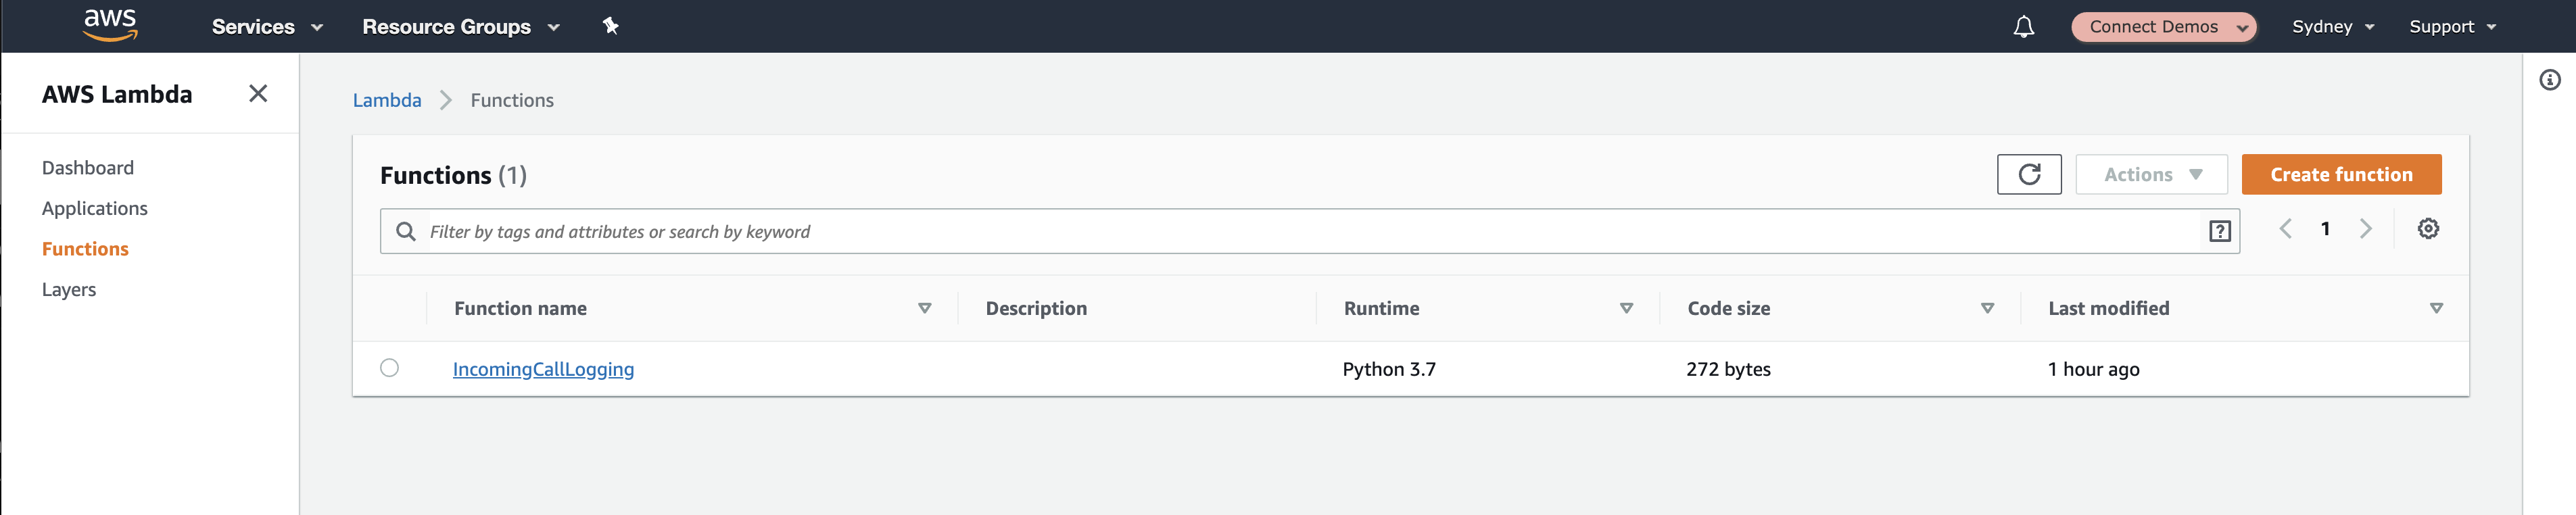 aws Services Resource Groups Connect Demos Sydney Support
AWS Lambda
Dashboard
Applications
Functions
Layers
Lambda Functions
Functions (1) Actions Create function
Filter by tags and attributes or search by keyword ? 1
Function name Description Runtime Code size Last modified
IncomingCallLogging Python 3.7 272 bytes 1 hour ago